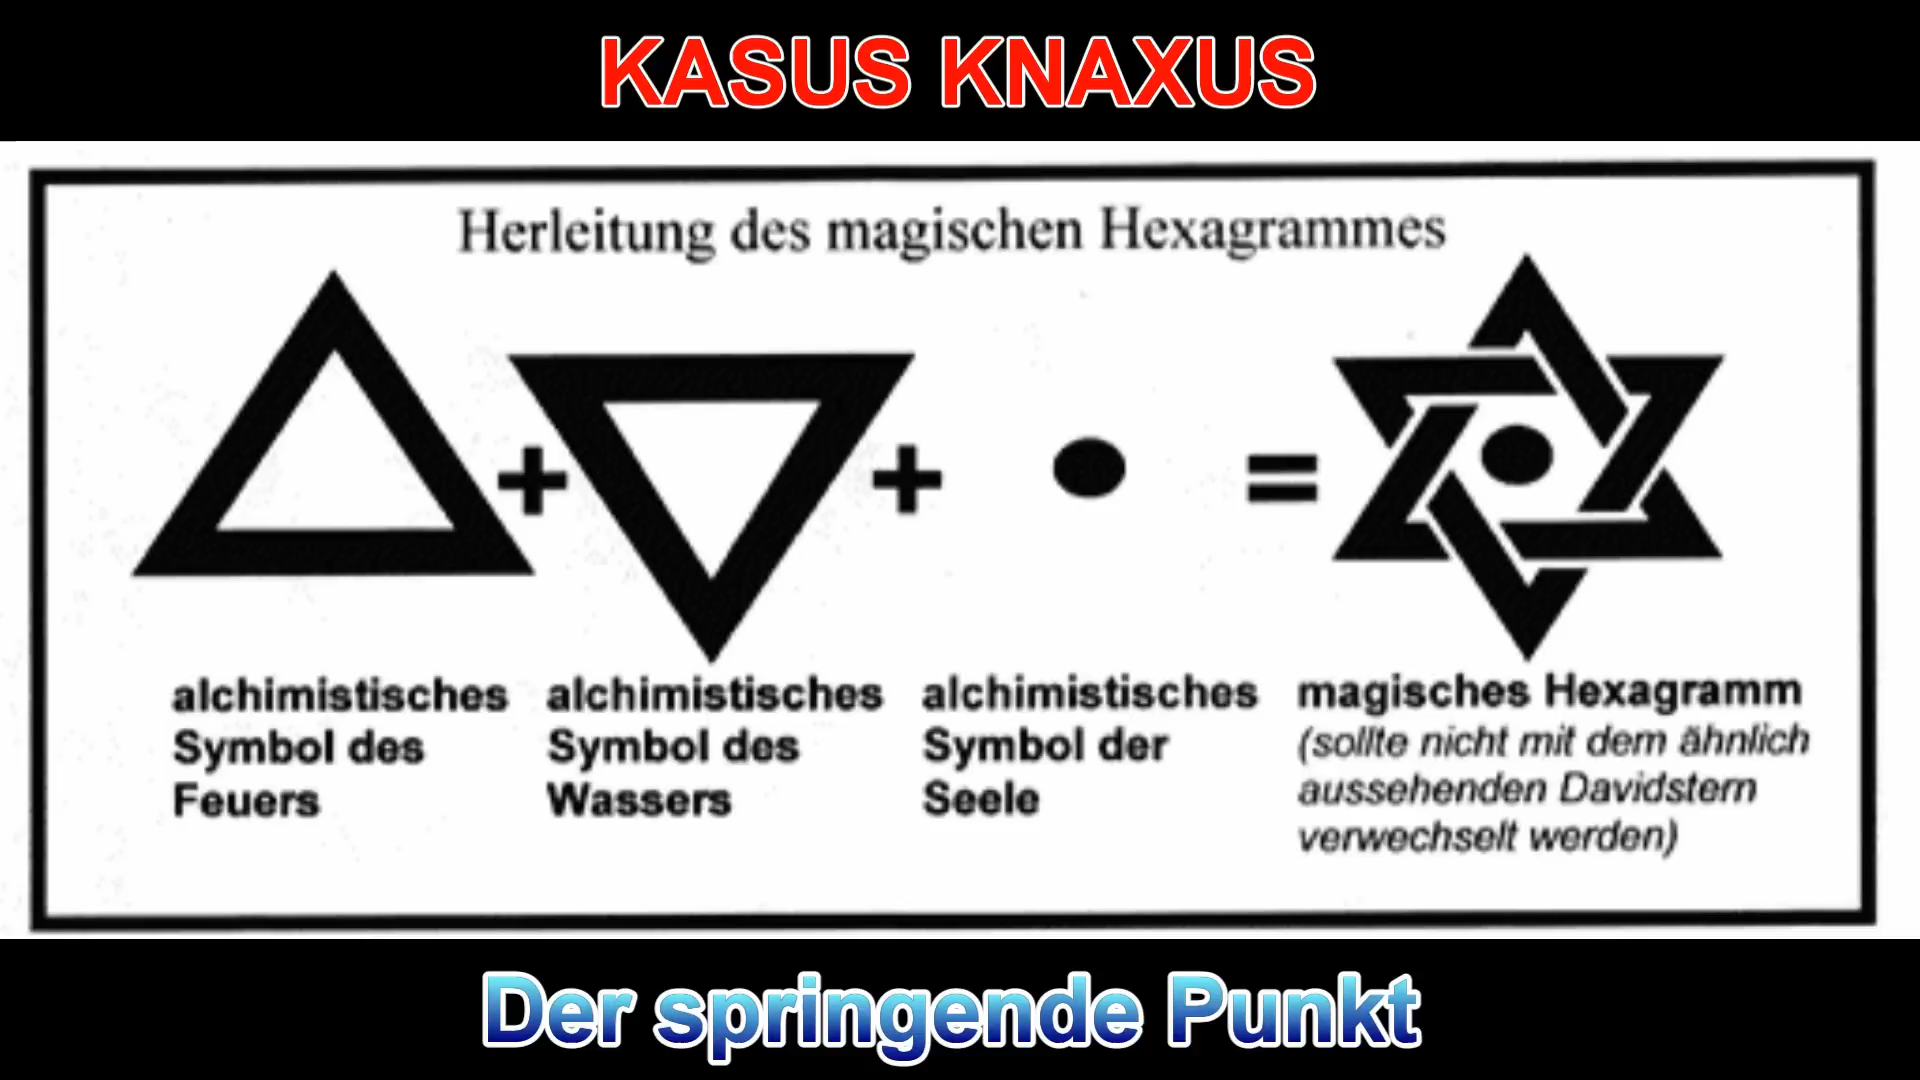 KASUS KNAXUS
Herleitung des magischen Hexagrammes
+ + =
alchimistisches
Symbol des
Feuers
alchimistisches
Symbol des
Wassers
alchimistisches
Symbol der
Seele
magisches Hexagramm
(sollte nicht mit dem ähnlich
aussehenden Davidstern
verwechselt werden)
Der springende Punkt